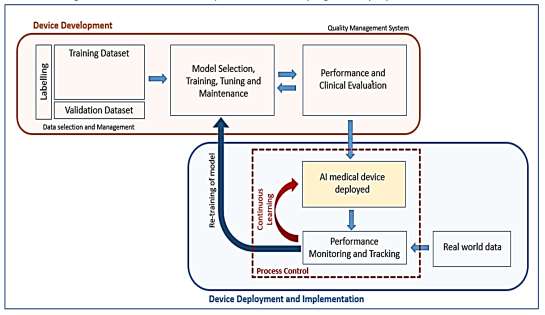 Device Development
Quality Management System
Labelling
Training Dataset
Validation Dataset
Data selection and Management
Model Selection,
Training, Tuning and
Maintenance
Performance and
Clinical Evaluation
Re-training of model
Continuous
Learning
AI medical device
deployed
Performance
Monitoring and Tracking
Real world data
Process Control
Device Deployment and Implementation